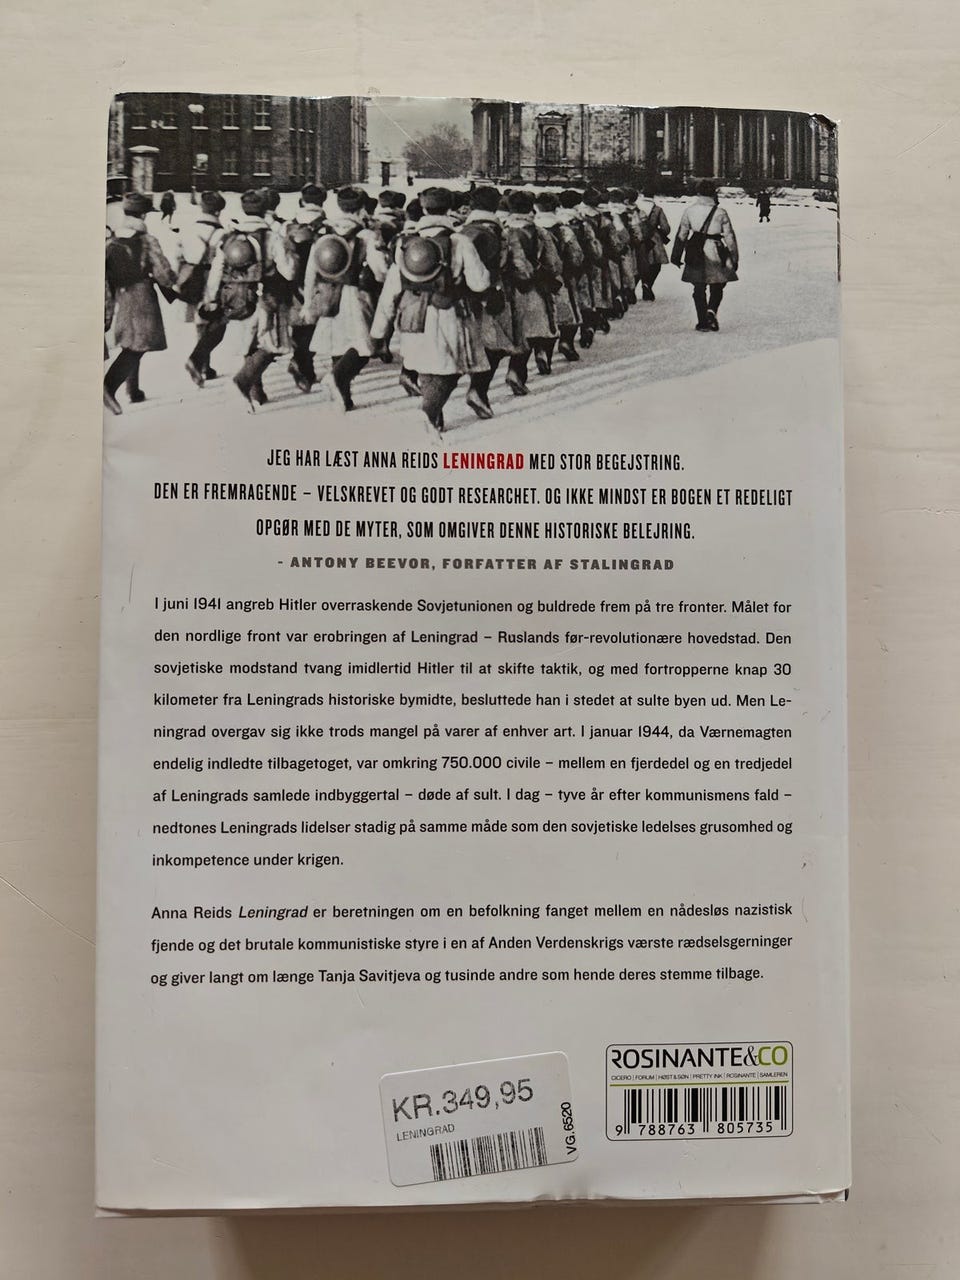 JEG HAR LÆST ANNA REIDS LENINGRAD MED STOR BEGEJSTRING.
DEN ER FREMRAGENDE – VELSKREVET OG GODT RESEARCHET. OG IKKE MINDST ER BOGEN ET REDELIGT
OPGØR MED DE MYTER, SOM OMGIVER DENNE HISTORISKE BELEJRING.
- ANTONY BEEVOR, FORFATTER AF STALINGRAD
I juni 1941 angreb Hitler overraskende Sovjetunionen og buldrede frem på tre fronter. Målet for
den nordlige front var erobringen af Leningrad – Ruslands før-revolutionære hovedstad. Den
sovjetiske modstand tvang imidlertid Hitler til at skifte taktik, og med fortropperne knap 30
kilometer fra Leningrads historiske bymidte, besluttede han i stedet at sulte byen ud. Men Le-
ningrad overgav sig ikke trods mangel på varer af enhver art. I januar 1944, da Værnemagten
endelig indledte tilbagetoget, var omkring 750.000 civile – mellem en fjerdedel og en tredjedel
af Leningrads samlede indbyggertal – døde af sult. I dag – tyve år efter kommunismens fald –
nedtones Leningrads lidelser stadig på samme måde som den sovjetiske ledelses grusomhed og
inkompetence under krigen.
Anna Reids Leningrad er beretningen om en befolkning fanget mellem en nådesløs nazistisk
fjende og det brutale kommunistiske styre i en af Anden Verdenskrigs værste rædselsgerninger
og giver langt om længe Tanja Savitjeva og tusinde andre som hende deres stemme tilbage.
ROSINANTE&CO
CICERO | FORUM | HØST & SØN | PRETTY INK | ROSINANTE | SAMLEREN
9 788763 805735
KR.349,95
LENINGRAD
VG.6520